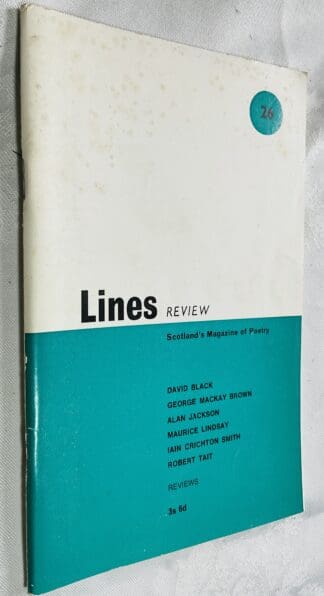 26
Lines REVIEW
Scotland's Magazine of Poetry
DAVID BLACK
GEORGE MACKAY BROWN
ALAN JACKSON
MAURICE LINDSAY
IAIN CRICHTON SMITH
ROBERT TAIT
REVIEWS
3s 6d